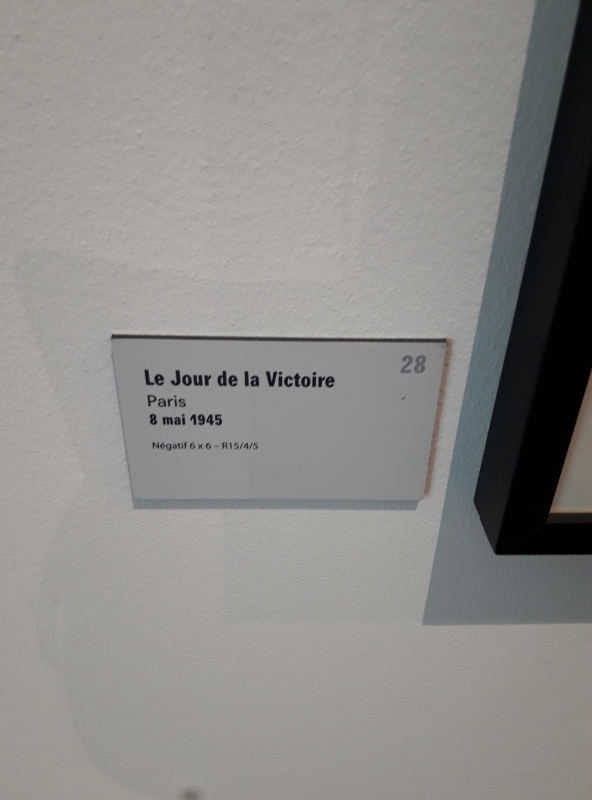 28
Le Jour de la Victoire
Paris
8 mai 1945
Négatif 6 x 6 – R15/4/5